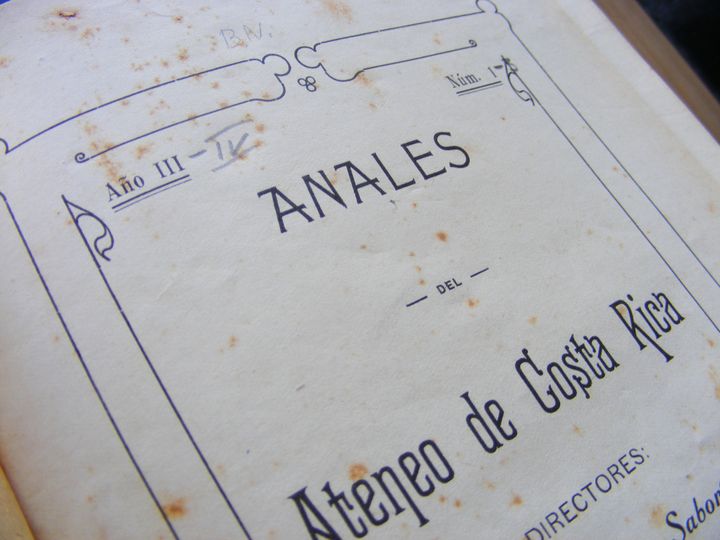 B.N.
Año III - IV Núm. 1
ANALES
— DEL —
Ateneo de Costa Rica
DIRECTORES: